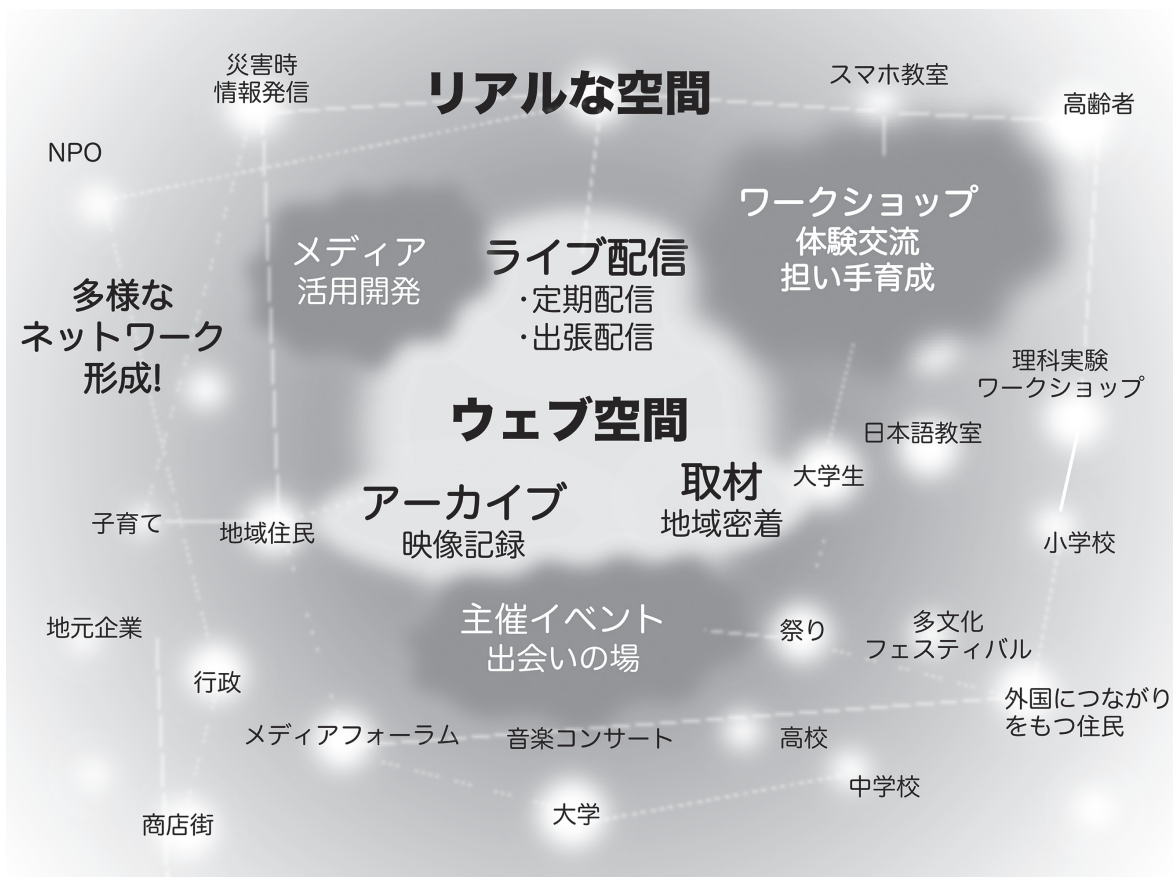 災害時
情報発信
リアルな空間
スマホ教室
高齢者
NPO
メディア
活用開発
ライブ配信
・定期配信
・出張配信
ワークショップ
体験交流
担い手育成
多様な
ネットワーク
形成!
理科実験
ワークショップ
ウェブ空間
日本語教室
アーカイブ
映像記録
取材
地域密着
大学生
子育て
地域住民
小学校
地元企業
主催イベント
出会いの場
祭り
多文化
フェスティバル
行政
外国につながり
をもつ住民
メディアフォーラム
音楽コンサート
高校
中学校
商店街
大学